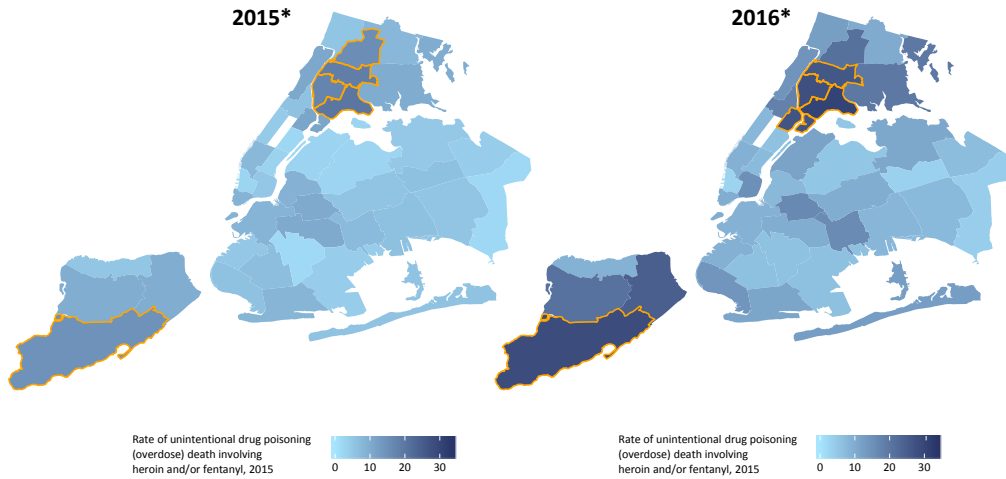 2015*
2016*
Rate of unintentional drug poisoning
(overdose) death involving
heroin and/or fentanyl, 2015
0 10 20 30
Rate of unintentional drug poisoning
(overdose) death involving
heroin and/or fentanyl, 2015
0 10 20 30